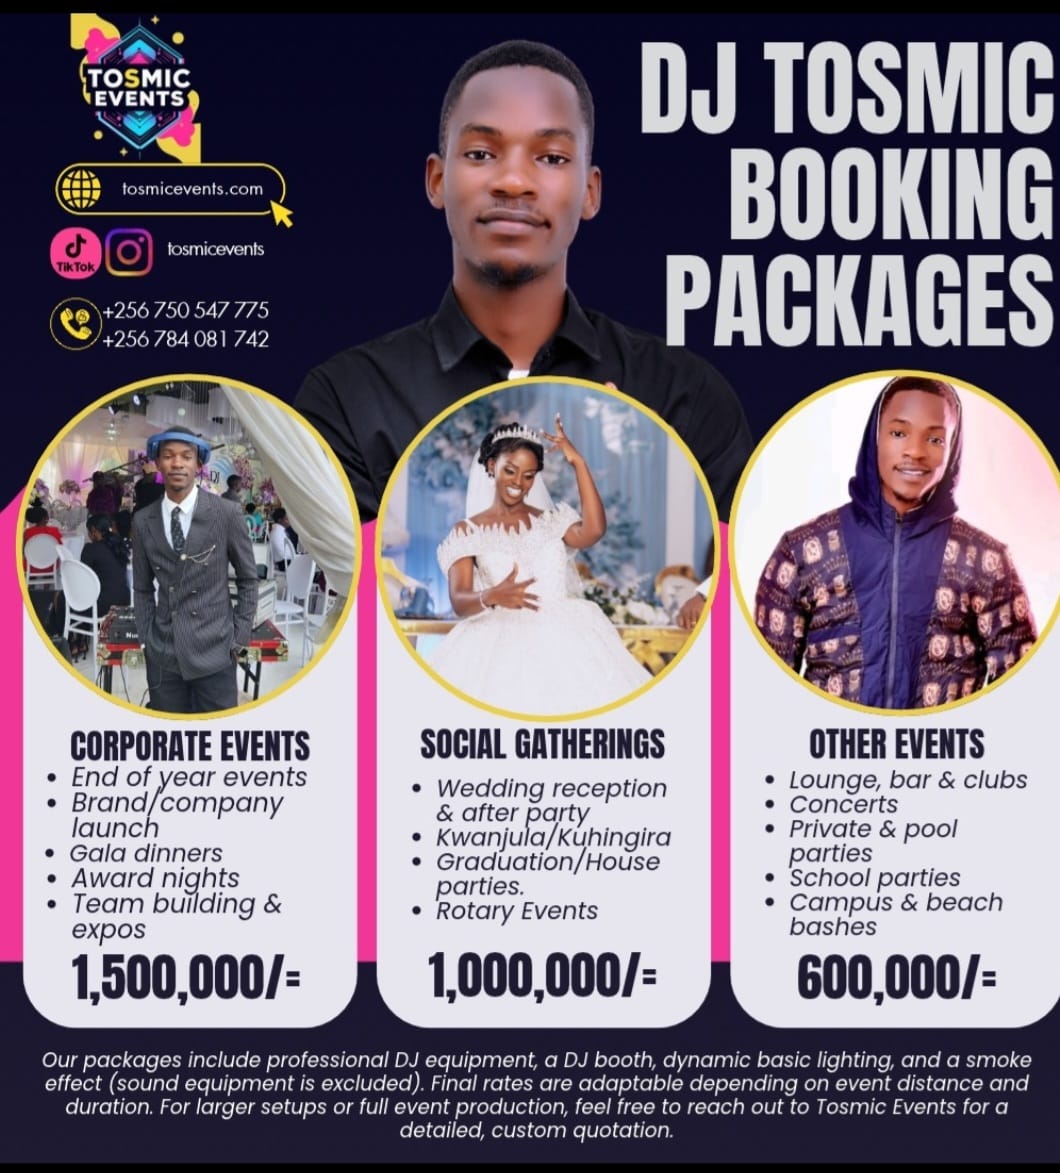 TOSMIC
EVENTS
tosmicevents.com
TikTok
tosmicevents
+256 750 547 775
+256 784 081 742
DJ TOSMIC
BOOKING
PACKAGES
DJ
Nu
CORPORATE EVENTS
• End of year events
• Brand/company
launch
• Gala dinners
• Award nights
• Team building &
expos
1,500,000/=
SOCIAL GATHERINGS
• Wedding reception
& after party
• Kwanjula/Kuhingira
• Graduation/House
parties.
• Rotary Events
1,000,000/=
OTHER EVENTS
• Lounge, bar & clubs
• Concerts
• Private & pool
parties
• School parties
• Campus & beach
bashes
600,000/=
Our packages include professional DJ equipment, a DJ booth, dynamic basic lighting, and a smoke
effect (sound equipment is excluded). Final rates are adaptable depending on event distance and
duration. For larger setups or full event production, feel free to reach out to Tosmic Events for a
detailed, custom quotation.